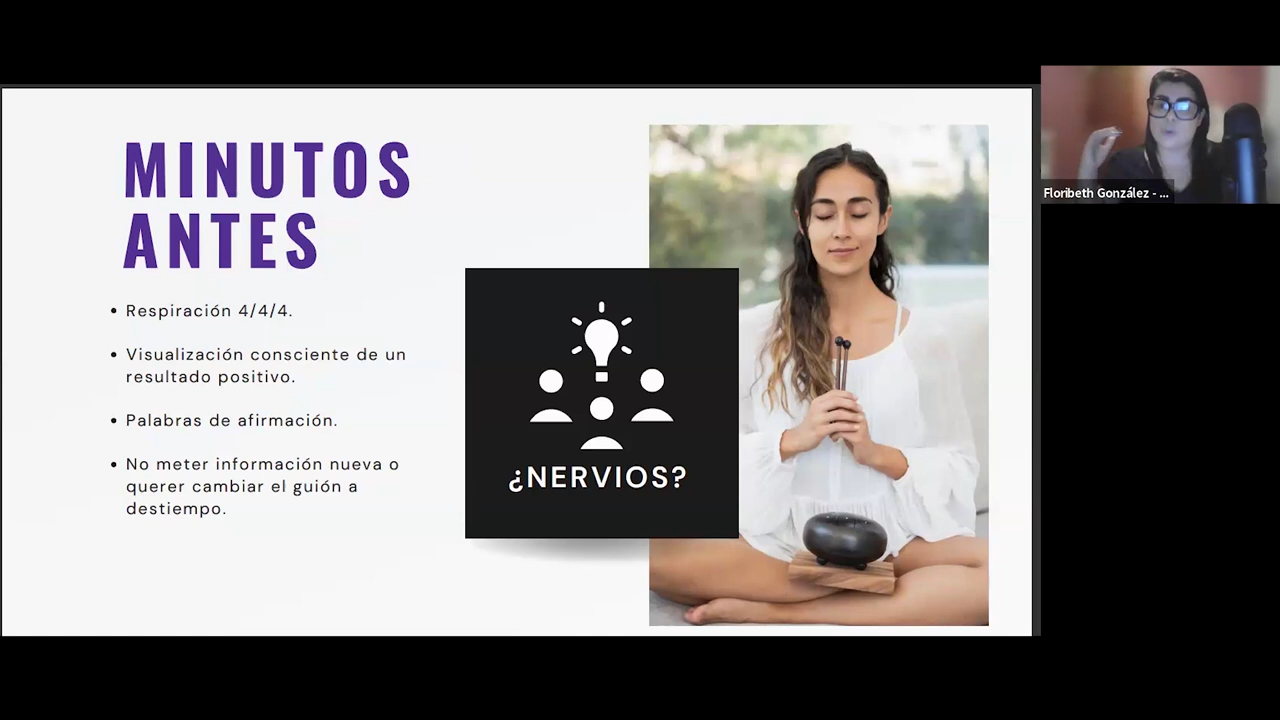 MINUTOS
ANTES
• Respiración 4/4/4.
• Visualización consciente de un
resultado positivo.
• Palabras de afirmación.
• No meter información nueva o
querer cambiar el guión a
destiempo.
¿NERVIOS?
Floribeth González - ...